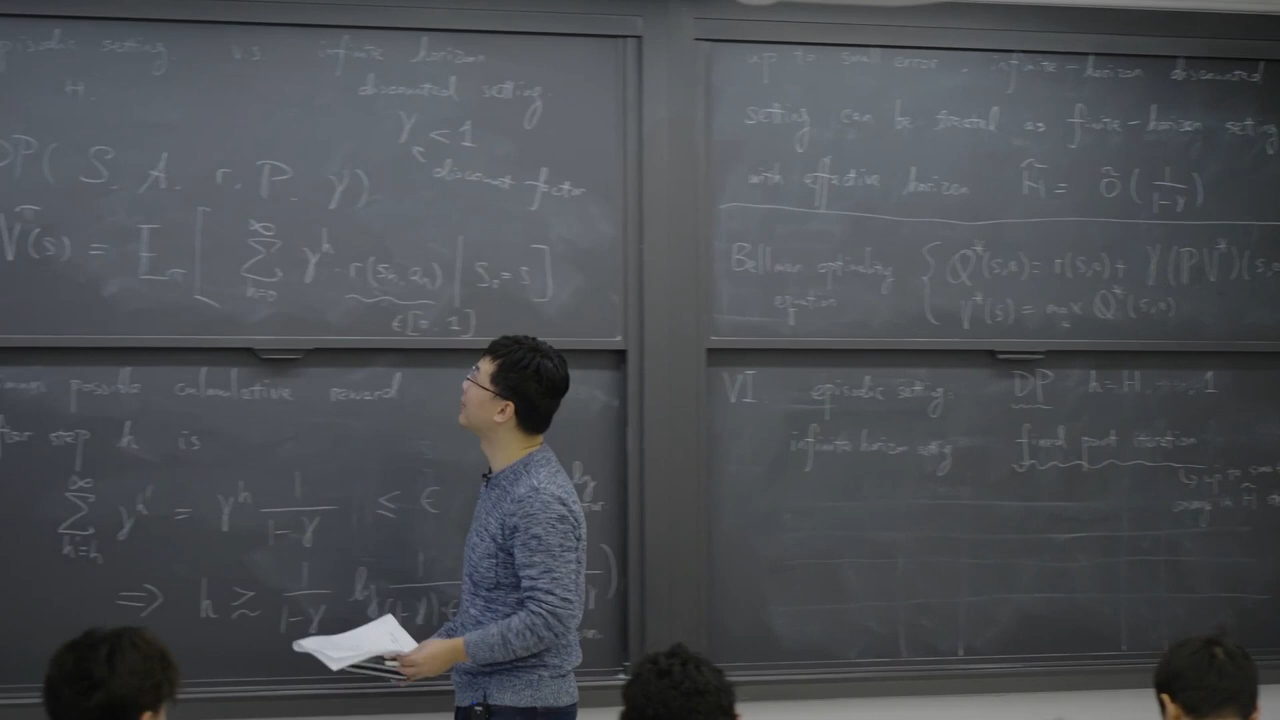 episodic setting v.s. infinite horizon
H. discounted setting
γ < 1
discount factor
MDP( S. A. r. P. γ)
V^π(s) = E_π [ Σ_{h=0}^∞ γ^h r(s_h, a_h) | S_0 = s ]
∈[0, 1]
possible cumulative reward
after step h is
Σ_{h'=h}^∞ γ^{h'} = γ^h 1/(1-γ) ≤ ε
⇒ h ≳ 1/(1-γ) log 1/((1-γ)ε
up to small error, infinite-horizon discounted
setting can be treated as finite-horizon setting
with effective horizon H̃ = Õ(1/(1-γ))
Bellman optimality
equation
{ Q*(s,a) = r(s,a) + γ(PV*)(s,a
V*(s) = max_a Q*(s,a)
VI episodic setting: DP h=H, ..., 1
infinite horizon setting fixed point iteration